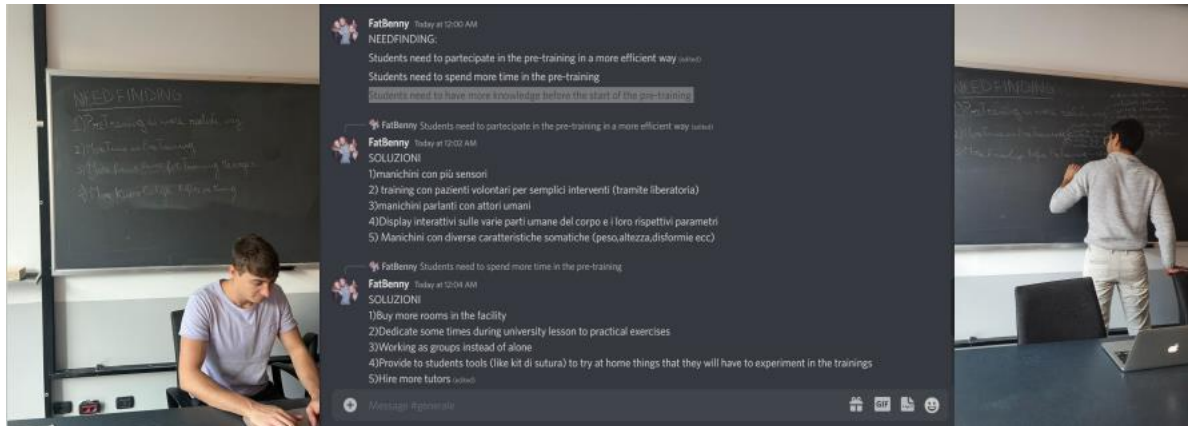 NEEDFINDING
FatBenny Today at 12:00 AM
NEEDFINDING:
Students need to partecipate in the pre-training in a more efficient way (edited)
Students need to spend more time in the pre-training
Students need to have more knowledge before the start of the pre-training
FatBenny Students need to partecipate in the pre-training in a more efficient way (edited)
FatBenny Today at 12:02 AM
SOLUZIONI
1)manichini con più sensori
2) training con pazienti volontari per semplici interventi (tramite liberatoria)
3)manichini parlanti con attori umani
4)Display interattivi sulle varie parti umane del corpo e i loro rispettivi parametri
5) Manichini con diverse caratteristiche somatiche (peso,altezza,disformie ecc)
FatBenny Students need to spend more time in the pre-training
FatBenny Today at 12:04 AM
SOLUZIONI
1)Buy more rooms in the facility
2)Dedicate some times during university lesson to practical exercises
3)Working as groups instead of alone
4)Provide to students tools (like kit di sutura) to try at home things that they will have to experiment in the trainings
5)Hire more tutors (edited)
Message #generale
GIF
NEEDFINDING